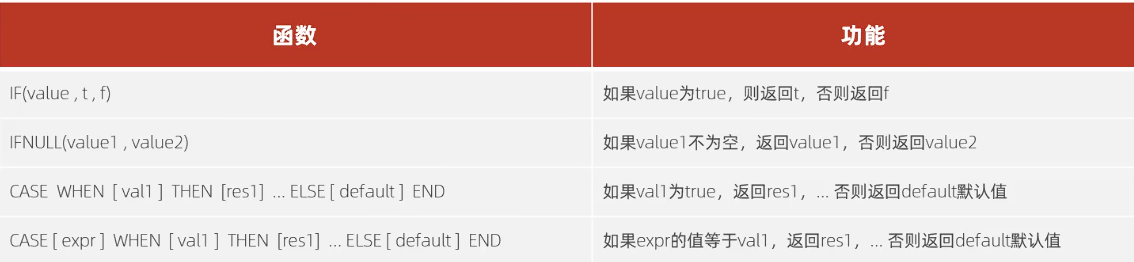 函数 功能
IF(value , t , f) 如果value为true，则返回t，否则返回f
IFNULL(value1 , value2) 如果value1不为空，返回value1，否则返回value2
CASE WHEN [ val1 ] THEN [res1] ... ELSE [ default ] END 如果val1为true，返回res1，... 否则返回default默认值
CASE [ expr ] WHEN [ val1 ] THEN [res1] ... ELSE [ default ] END 如果expr的值等于val1，返回res1，... 否则返回default默认值